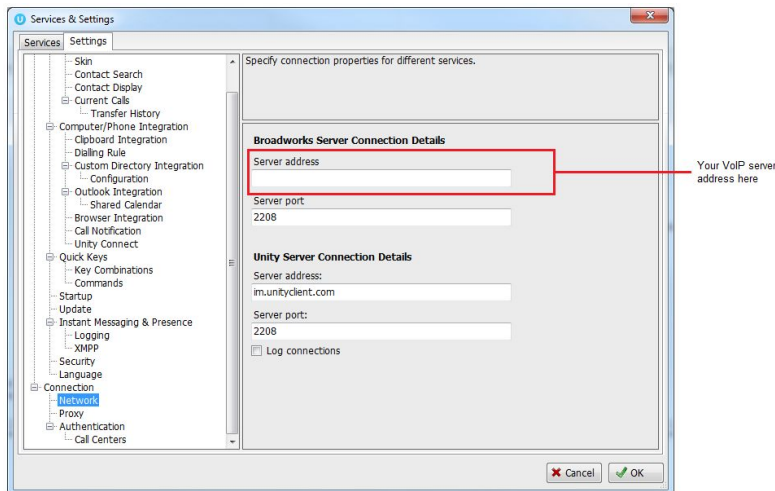 Services & Settings
Services
Settings
Skin
Contact Search
Contact Display
Current Calls
Transfer History
Computer/Phone Integration
Clipboard Integration
Dialling Rule
Custom Directory Integration
Configuration
Outlook Integration
Shared Calendar
Browser Integration
Call Notification
Unity Connect
Quick Keys
Key Combinations
Commands
Startup
Update
Instant Messaging & Presence
Logging
XMPP
Security
Language
Connection
Network
Proxy
Authentication
Call Centers
Specify connection properties for different services.
Broadworks Server Connection Details
Server address
Server port
2208
Unity Server Connection Details
Server address:
im.unityclient.com
Server port:
2208
Log connections
Your VoIP server
address here
Cancel
OK